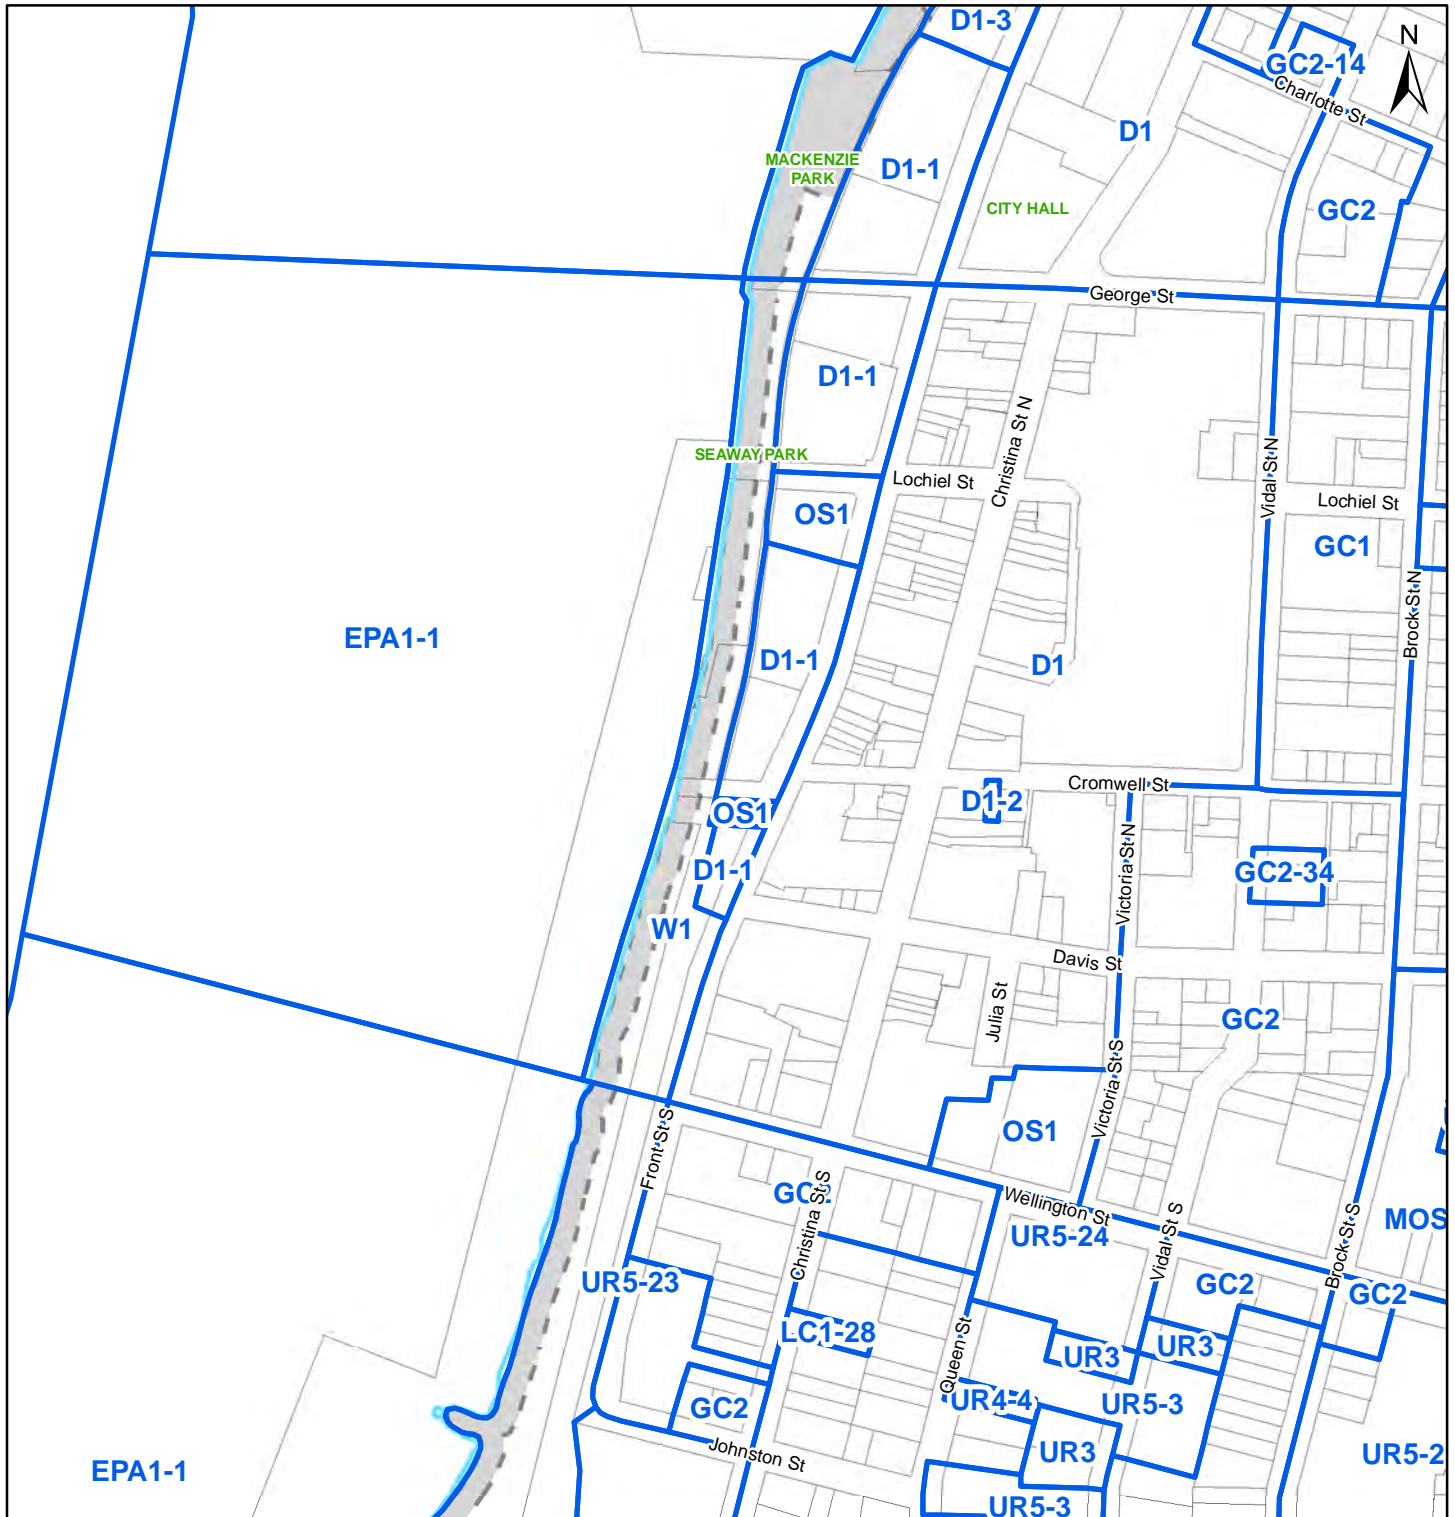 D1-3
N
GC2-14
Charlotte St
D1
MACKENZIE
PARK
D1-1
CITY HALL
GC2
George St
D1-1
Christina St N
SEAWAY PARK
Lochiel St
Vidal St N
Lochiel St
OS1
GC1
Brock St N
EPA1-1
D1-1
D1
Cromwell St
D1-2
OS1
Victoria St N
D1-1
GC2-34
W1
Davis St
Julia St
GC2
Victoria St S
OS1
Front St S
Christina St S
Wellington St
MOS
UR5-24
Vidal St S
Brock St S
UR5-23
GC2
GC2
LC1-28
Queen St
UR3
UR3
GC2
UR4-4
UR5-3
Johnston St
UR3
UR5-2
EPA1-1
UR5-3